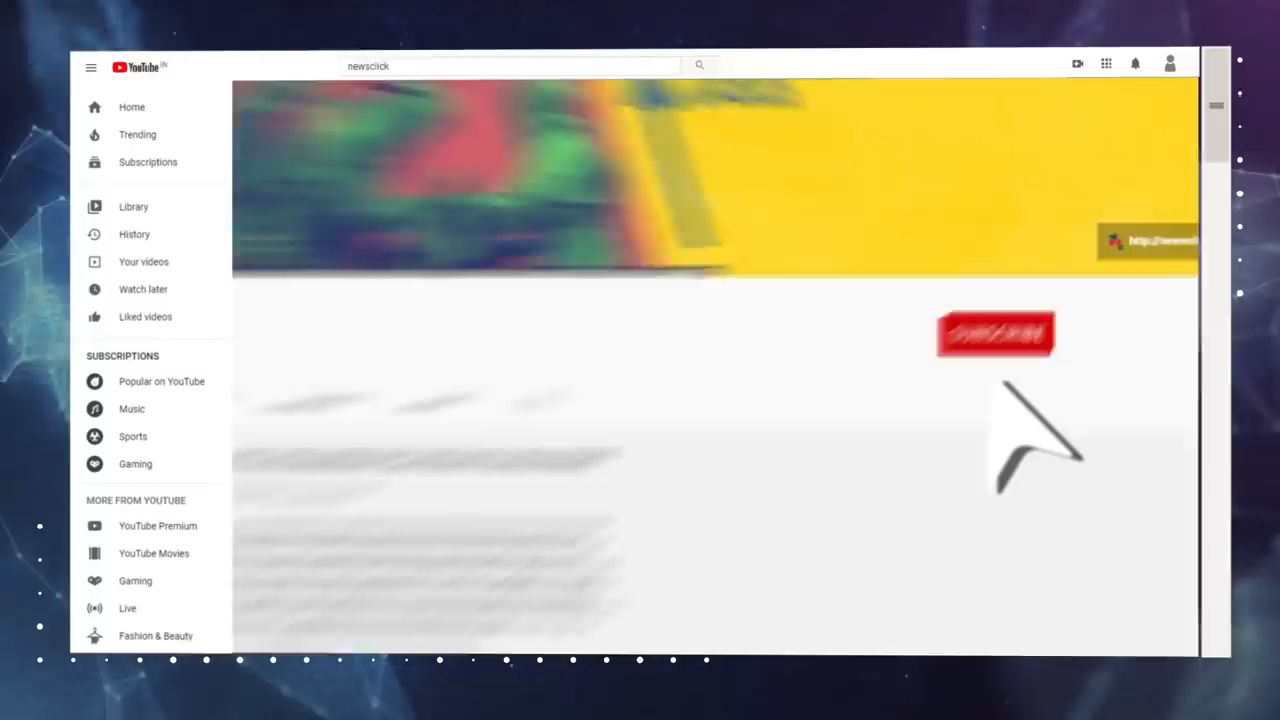 YouTube IN
newsclick
Home
Trending
Subscriptions
Library
History
Your videos
Watch later
Liked videos
SUBSCRIPTIONS
Popular on YouTube
Music
Sports
Gaming
MORE FROM YOUTUBE
YouTube Premium
YouTube Movies
Gaming
Live
Fashion & Beauty
SUBSCRIBE